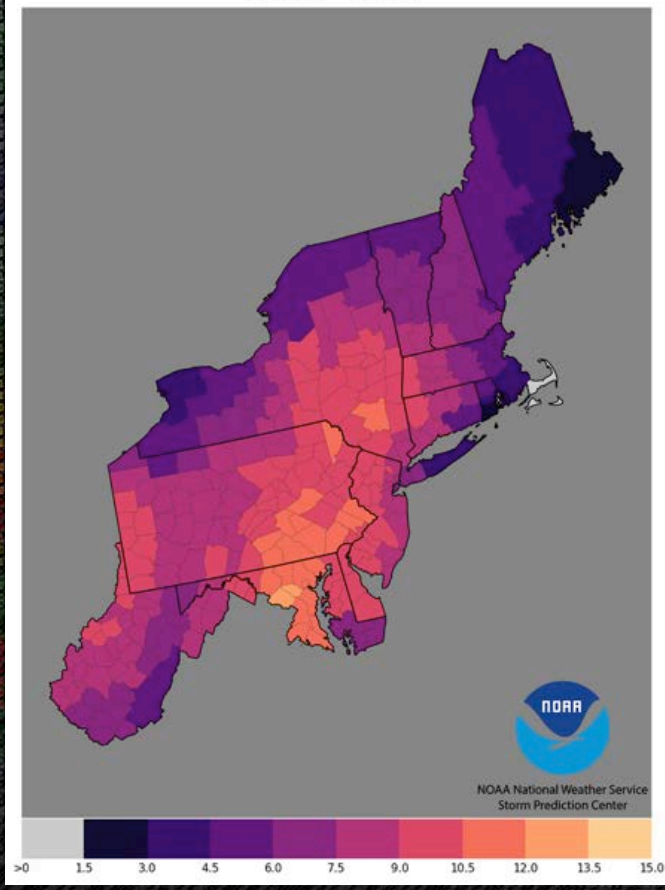 NOAA
NOAA National Weather Service
Storm Prediction Center
>0 1.5 3.0 4.5 6.0 7.5 9.0 10.5 12.0 13.5 15.0